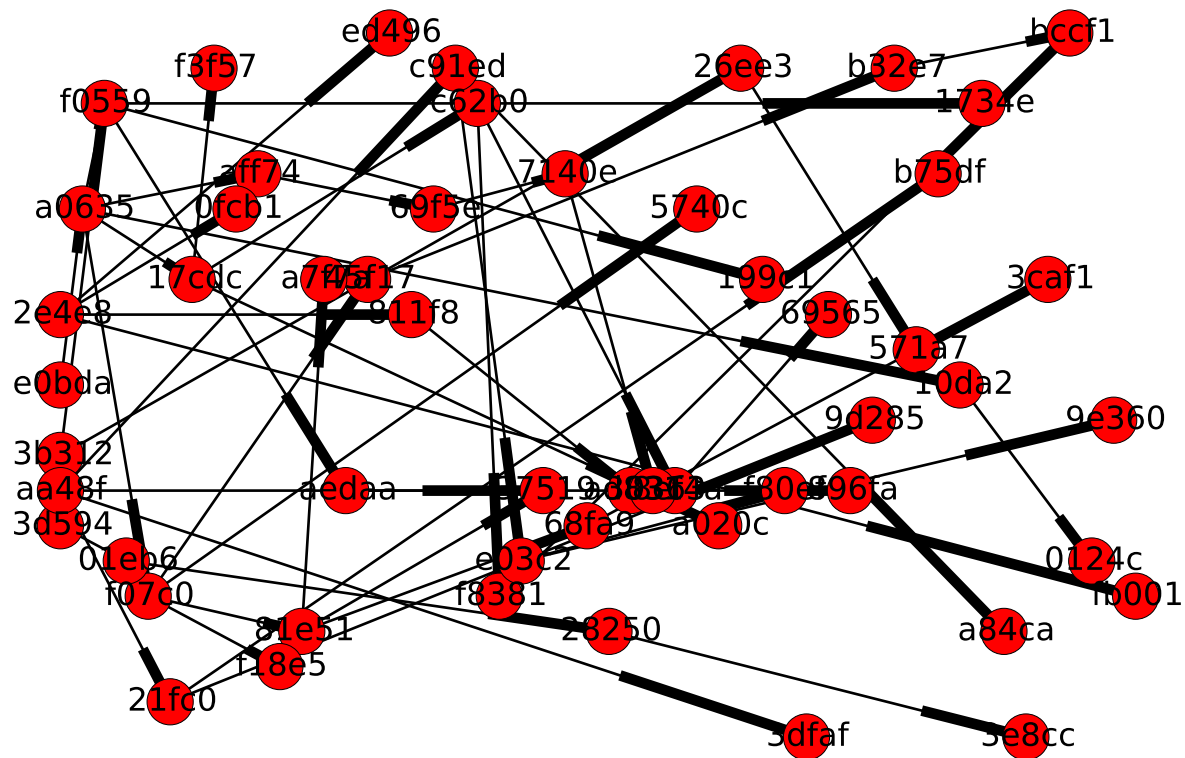 ed496
bccf1
f3f57
c91ed
26ee3
b32e7
f0559
c62b0
1734e
aff74
7140e
b75df
a0635
0fcb1
69f5e
5740c
17cdc
199c1
3caf1
2e4e8
811f8
69565
571a7
e0bda
10da2
9d285
9e360
3b312
aa48f
aedaa
3d594
68fa9
a020c
01eb6
e03c2
0124c
f07c0
f8381
fb001
81e51
28250
a84ca
f18e5
21fc0
3dfaf